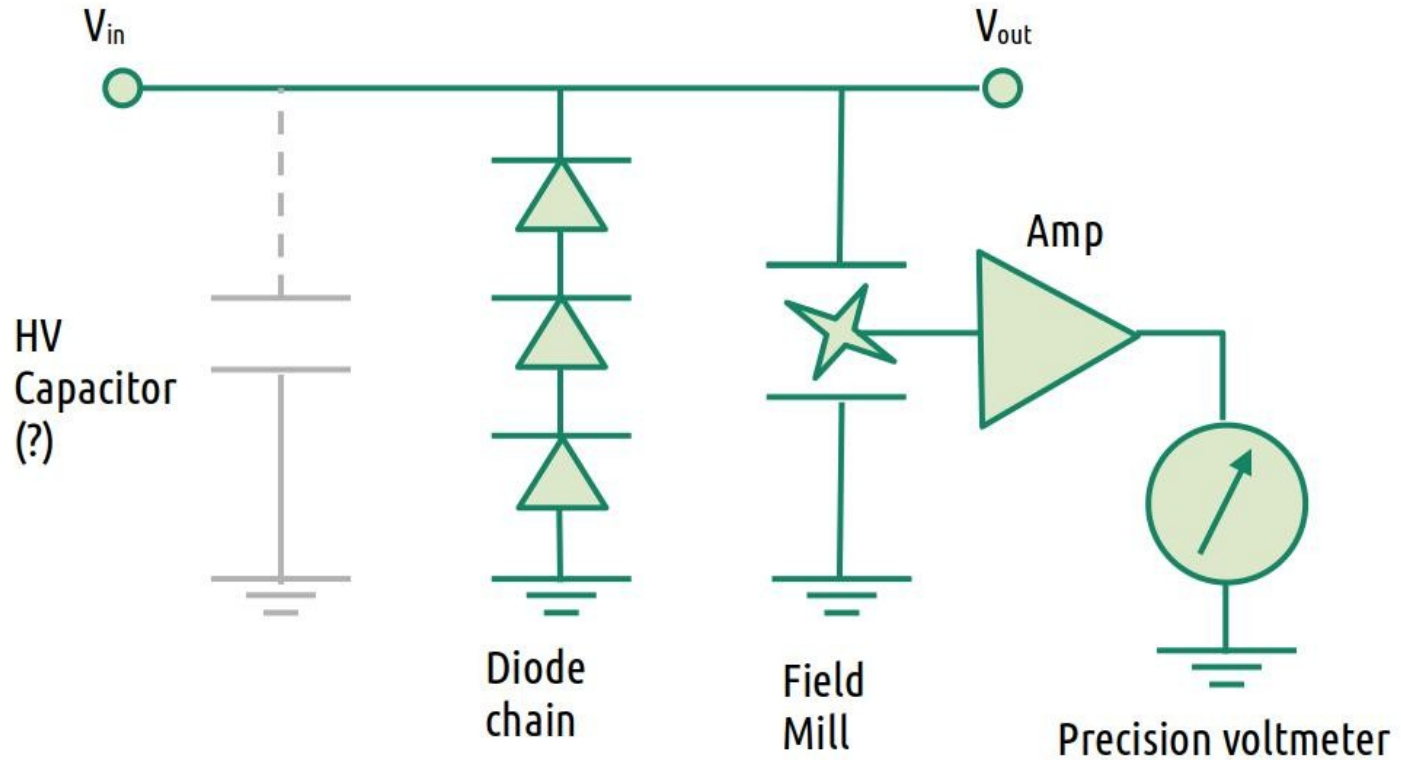 Vin
Vout
Amp
HV
Capacitor
(?)
Diode
chain
Field
Mill
Precision voltmeter